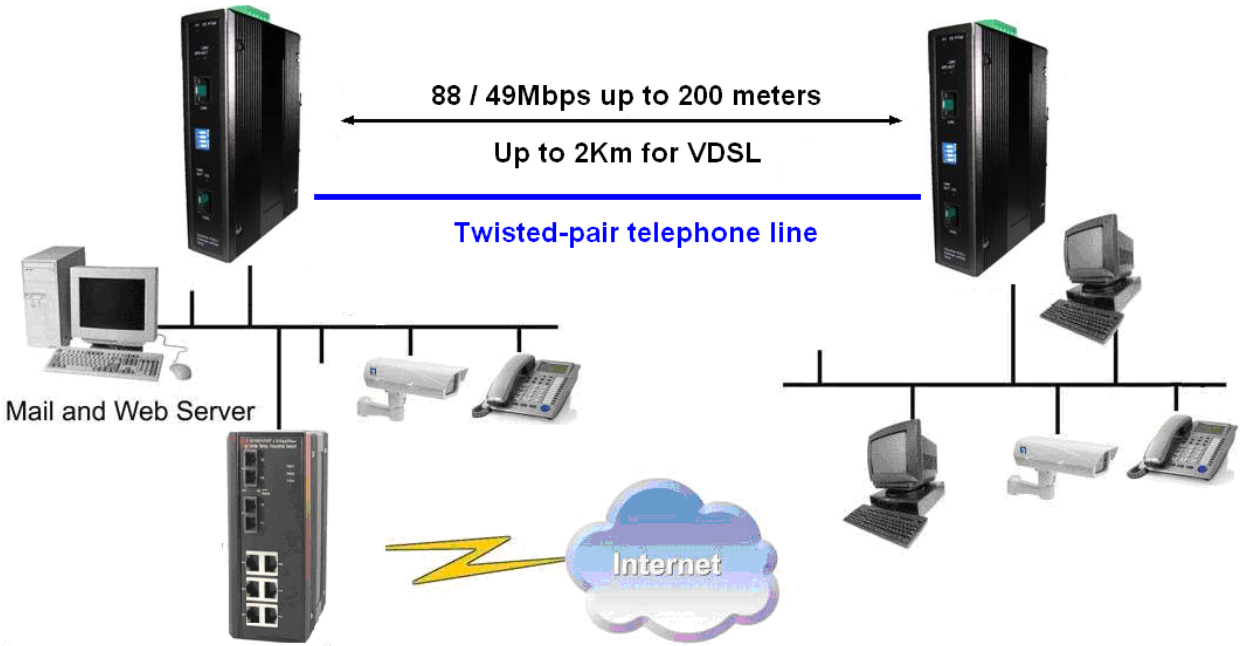 88 / 49Mbps up to 200 meters
Up to 2Km for VDSL
Twisted-pair telephone line
Mail and Web Server
Internet